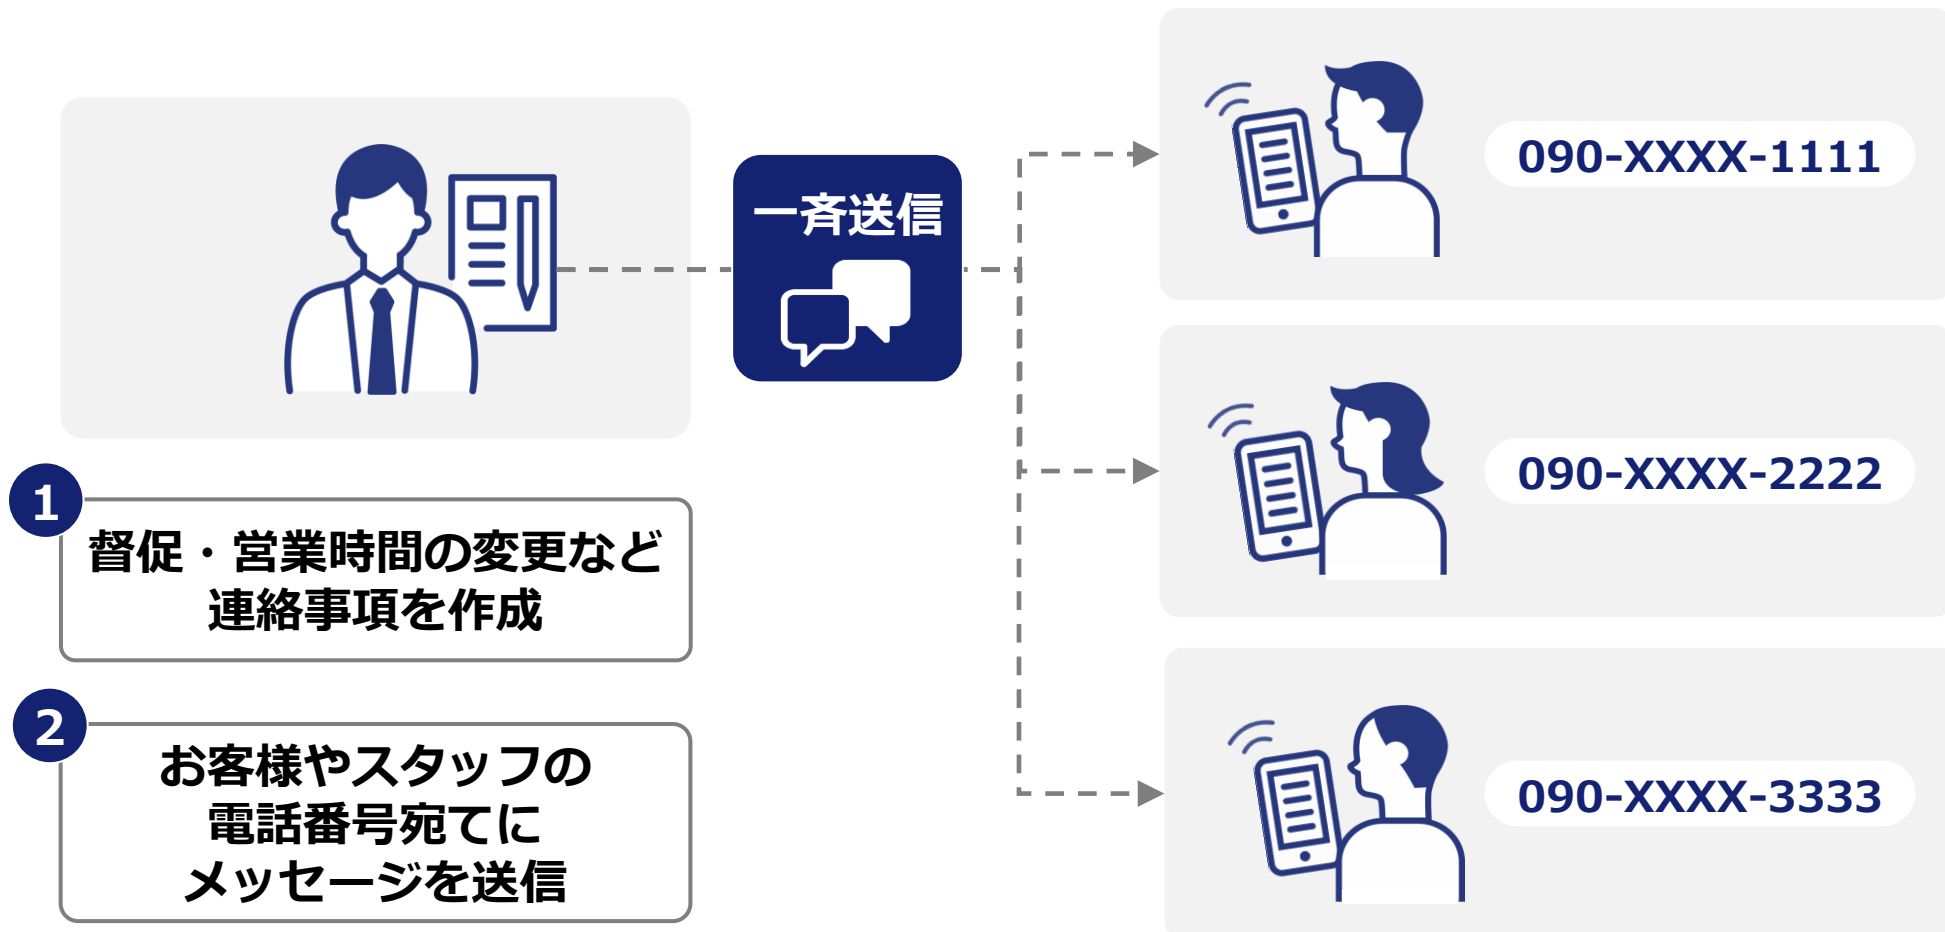 一斉送信
090-XXXX-1111
090-XXXX-2222
090-XXXX-3333
1
督促・営業時間の変更など
連絡事項を作成
2
お客様やスタッフの
電話番号宛てに
メッセージを送信